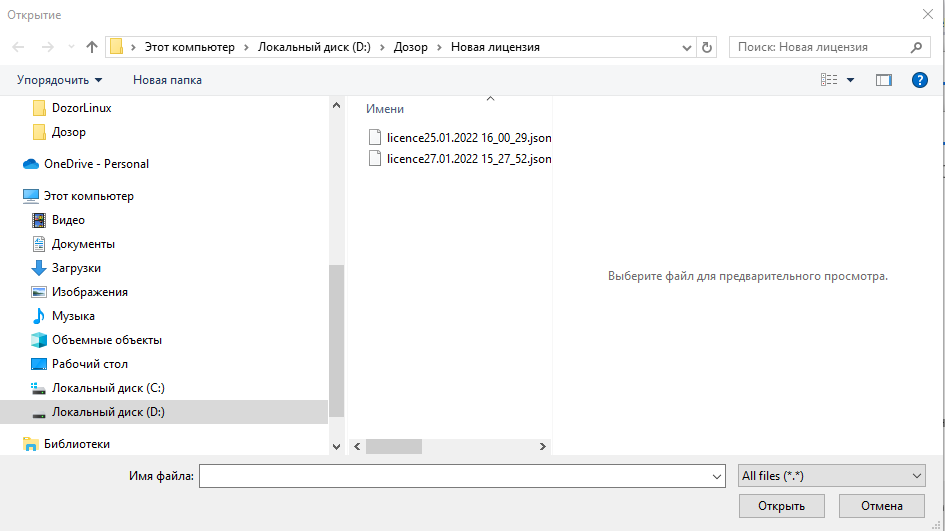 Открытие
Этот компьютер
Локальный диск (D:)
Дозор
Новая лицензия
Поиск: Новая лицензия
Упорядочить
Новая папка
?
DozorLinux
Дозор
OneDrive - Personal
Этот компьютер
Видео
Документы
Загрузки
Изображения
Музыка
Объемные объекты
Рабочий стол
Локальный диск (C:)
Локальный диск (D:)
Библиотеки
Имени
licence25.01.2022 16_00_29.json
licence27.01.2022 15_27_52.json
Выберите файл для предварительного просмотра.
Имя файла:
All files (*.*)
Открыть
Отмена